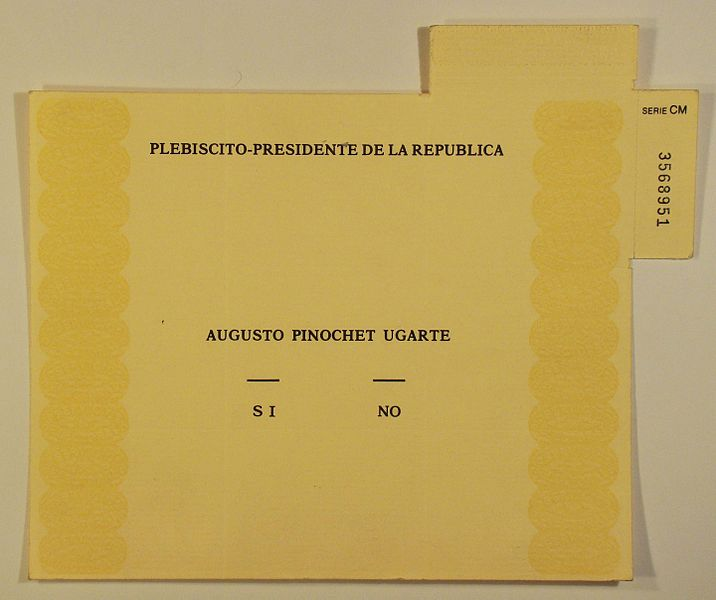 SERIE CM
3568951
PLEBISCITO-PRESIDENTE DE LA REPUBLICA
AUGUSTO PINOCHET UGARTE
SI NO